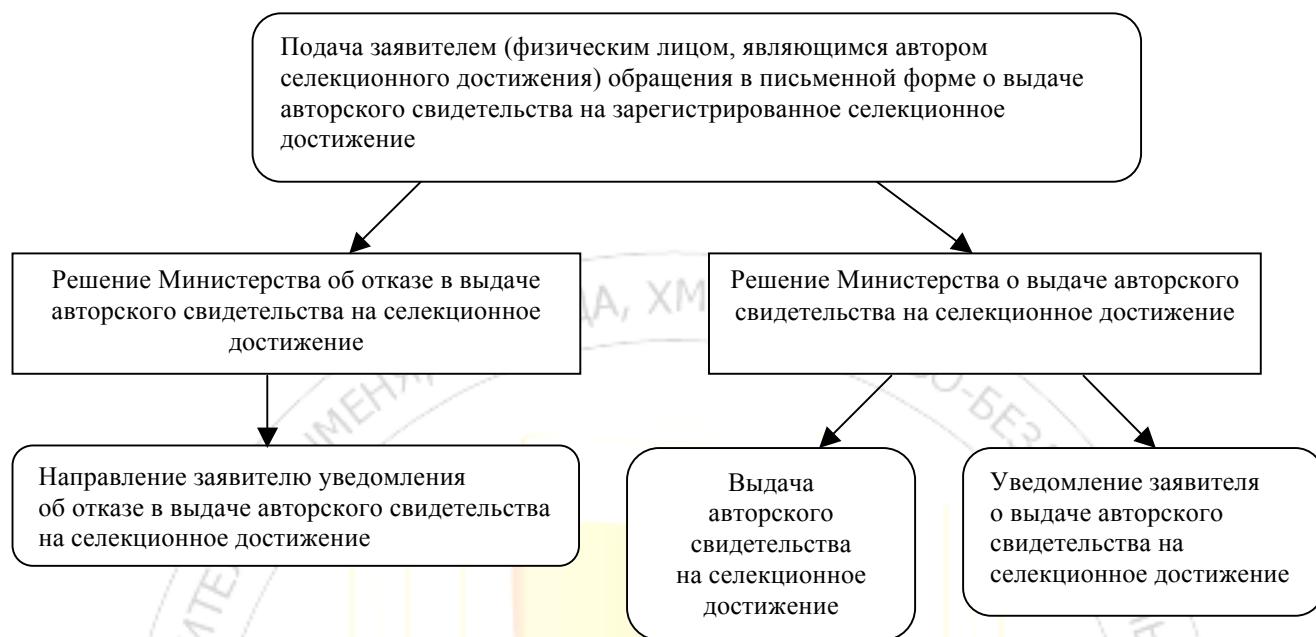 Подача заявителем (физическим лицом, являющимся автором
селекционного достижения) обращения в письменной форме о выдаче
авторского свидетельства на зарегистрированное селекционное
достижение
Решение Министерства об отказе в выдаче
авторского свидетельства на селекционное
достижение
Решение Министерства о выдаче авторского
свидетельства на селекционное достижение
Направление заявителю уведомления
об отказе в выдаче авторского свидетельства
на селекционное достижение
Выдача
авторского
свидетельства
на селекционное
достижение
Уведомление заявителя
о выдаче авторского
свидетельства на
селекционное достижение